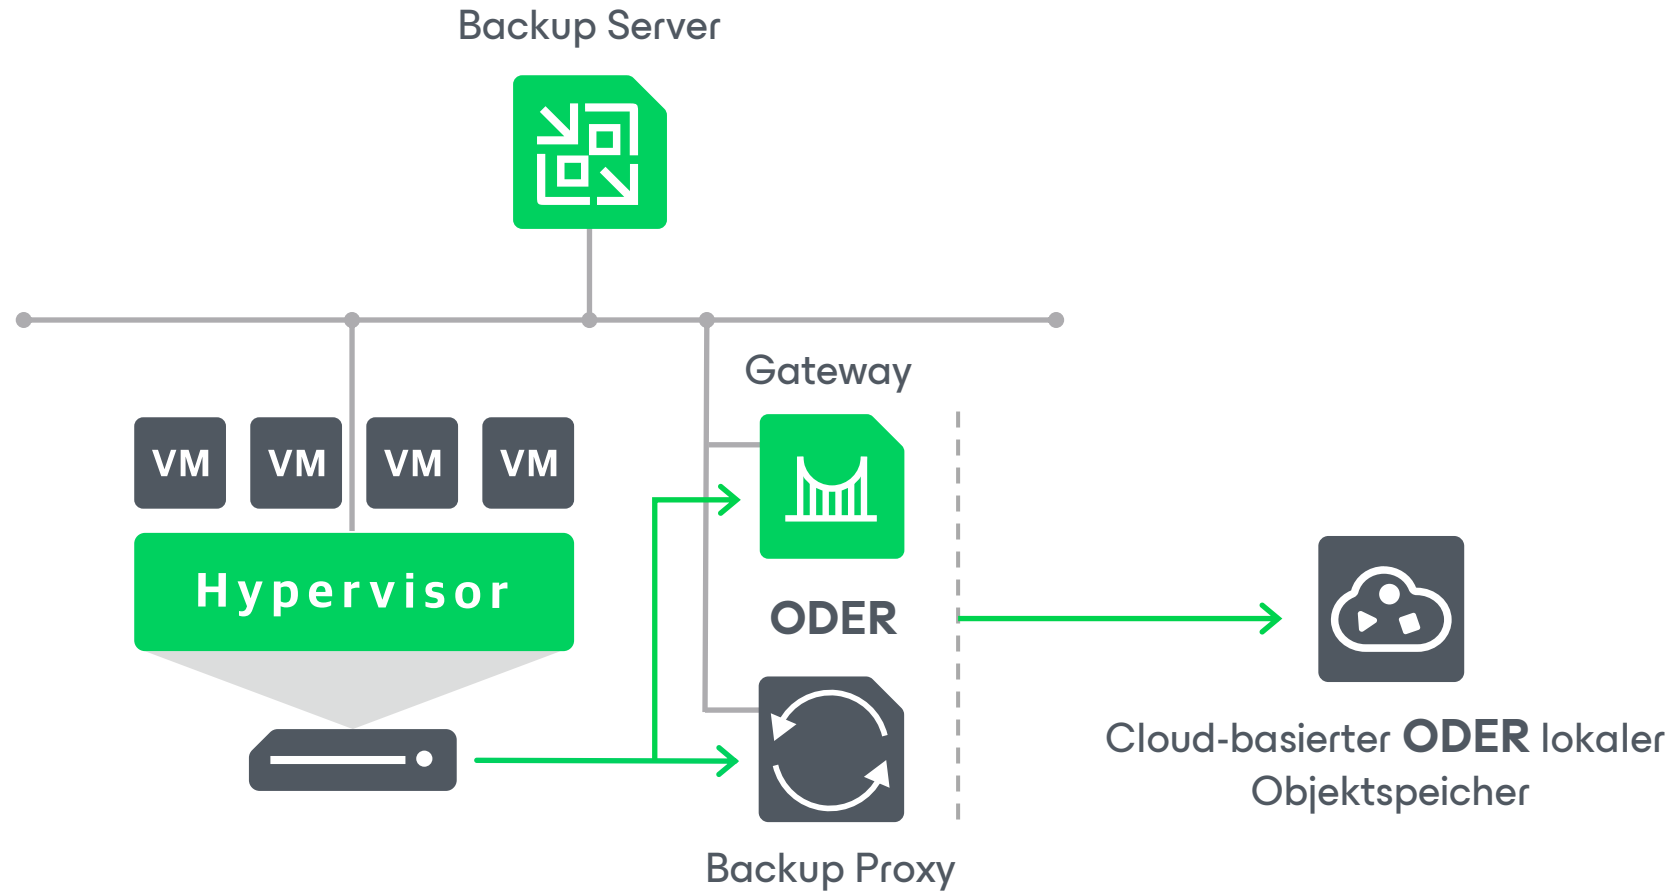 Backup Server
Gateway
VM VM VM VM
Hypervisor
ODER
Cloud-basierter ODER lokaler
Objektspeicher
Backup Proxy